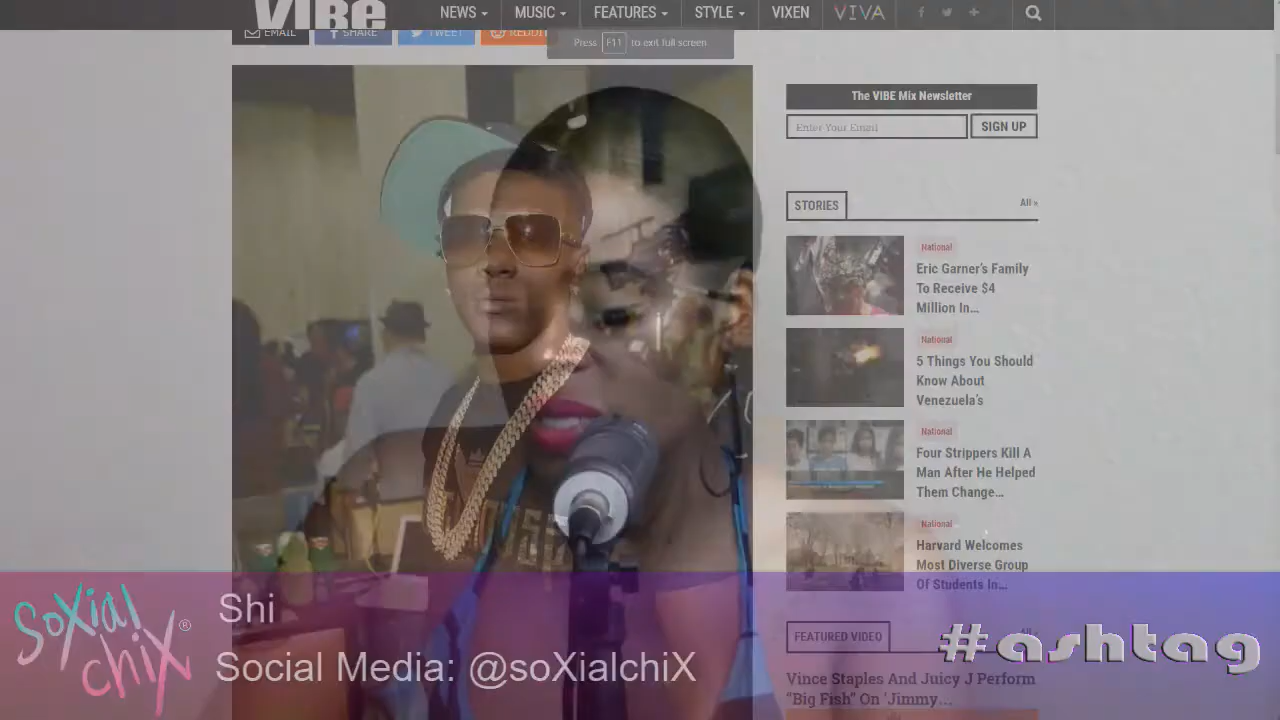 VIBE
NEWS
MUSIC
FEATURES
STYLE
VIXEN
VIVA
EMAIL
SHARE
TWEET
REDDIT
Press F11 to exit full screen
The VIBE Mix Newsletter
Enter Your Email
SIGN UP
STORIES
All »
National
Eric Garner's Family
To Receive $4
Million In...
National
5 Things You Should
Know About
Venezuela's
National
Four Strippers Kill A
Man After He Helped
Them Change...
National
Harvard Welcomes
Most Diverse Group
Of Students In...
FEATURED VIDEO
All »
Vince Staples And Juicy J Perform
"Big Fish" On 'Jimmy...
soXial
chiX®
Shi
Social Media: @soXialchiX
#ashtag